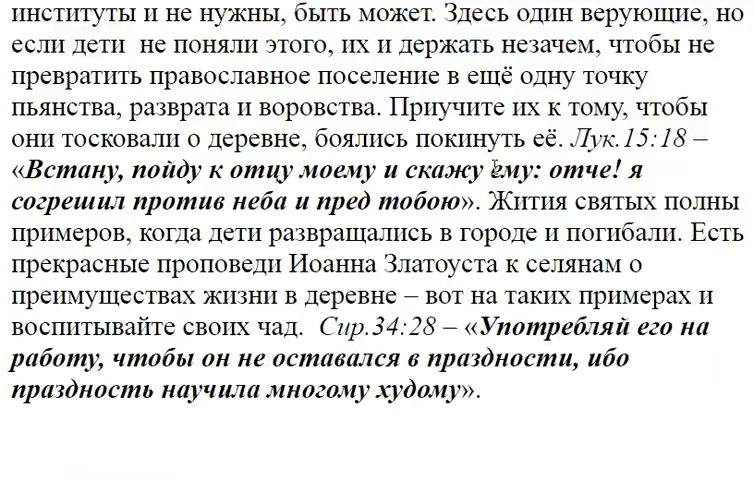 институты и не нужны, быть может. Здесь один верующие, но
если дети не поняли этого, их и держать незачем, чтобы не
превратить православное поселение в ещё одну точку
пьянства, разврата и воровства. Приучите их к тому, чтобы
они тосковали о деревне, боялись покинуть её. Лук.15:18 –
«Встану, пойду к отцу моему и скажу ему: отче! я
согрешил против неба и пред тобою». Жития святых полны
примеров, когда дети развращались в городе и погибали. Есть
прекрасные проповеди Иоанна Златоуста к селянам о
преимуществах жизни в деревне – вот на таких примерах и
воспитывайте своих чад. Сир.34:28 – «Употребляй его на
работу, чтобы он не оставался в праздности, ибо
праздность научила многому худому».